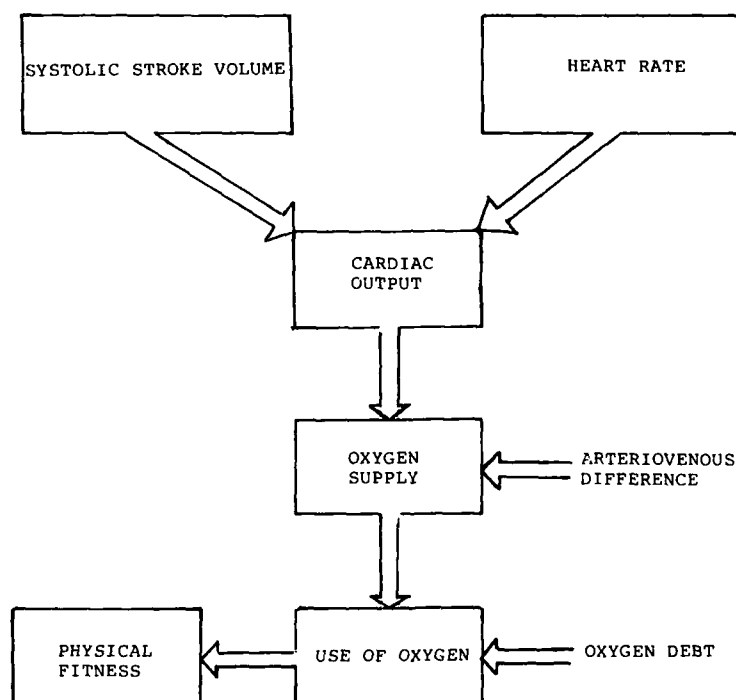 SYSTOLIC STROKE VOLUME
HEART RATE
CARDIAC
OUTPUT
OXYGEN
SUPPLY
ARTERIOVENOUS
DIFFERENCE
PHYSICAL
FITNESS
USE OF OXYGEN
OXYGEN DEBT